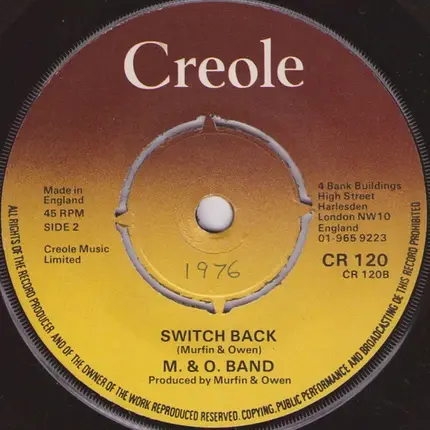 Creole
Made in
England
45 RPM
SIDE 2
Creole Music
Limited
4 Bank Buildings
High Street
Harlesden
London NW10
England
01-965 9223
CR 120
CR 120B
1976
SWITCH BACK
(Murfin & Owen)
M. & O. BAND
Produced by Murfin & Owen
ALL RIGHTS OF THE RECORD PRODUCER AND OF THE OWNER OF THE WORK REPRODUCED RESERVED. COPYING, PUBLIC PERFORMANCE AND BROADCASTING OF THIS RECORD PROHIBITED